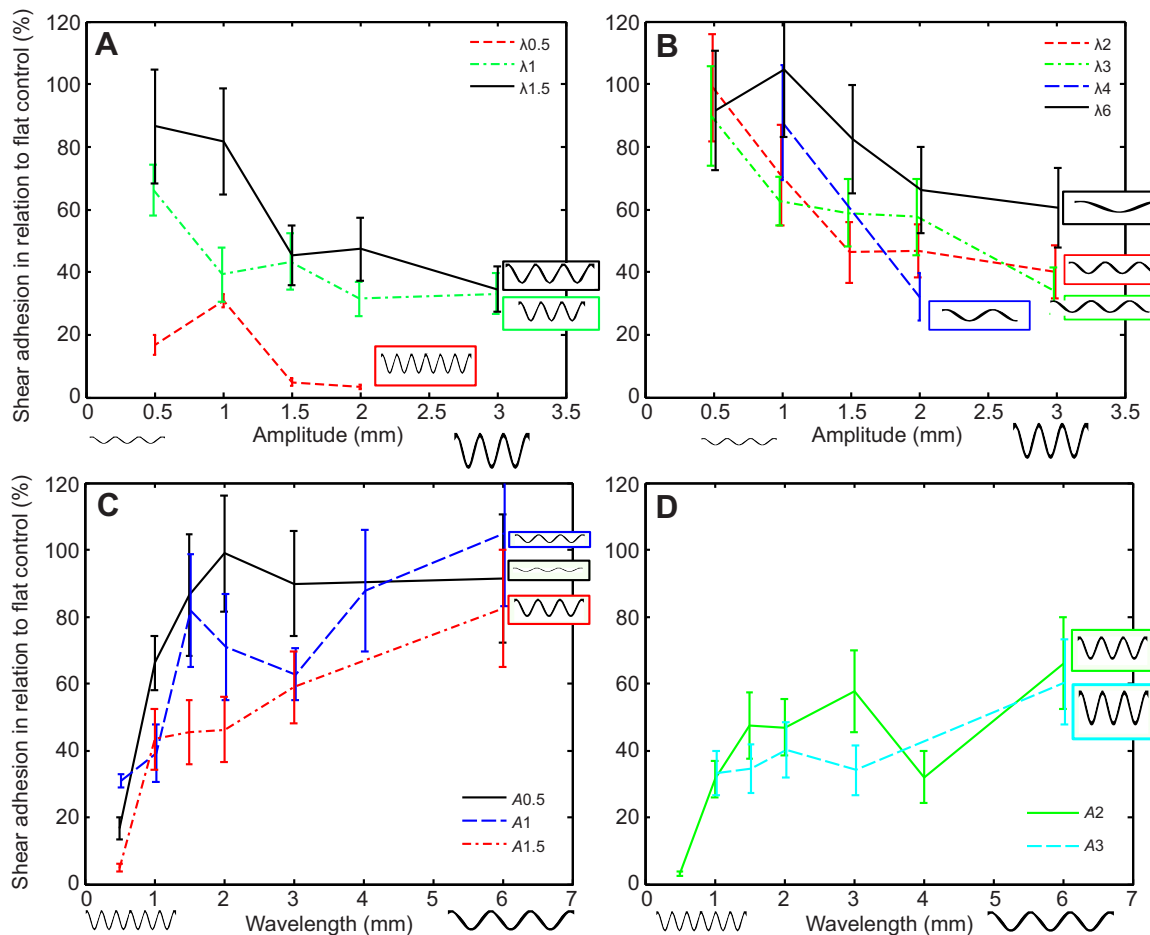 A
Shear adhesion in relation to flat control (%)
120
100
80
60
40
20
0
λ0.5
λ1
λ1.5
0 0.5 1 1.5 2 2.5 3 3.5
Amplitude (mm)
B
120
100
80
60
40
20
0
λ2
λ3
λ4
λ6
0 0.5 1 1.5 2 2.5 3 3.5
Amplitude (mm)
C
Shear adhesion in relation to flat control (%)
120
100
80
60
40
20
0
A0.5
A1
A1.5
0 1 2 3 4 5 6 7
Wavelength (mm)
D
120
100
80
60
40
20
0
A2
A3
0 1 2 3 4 5 6 7
Wavelength (mm)